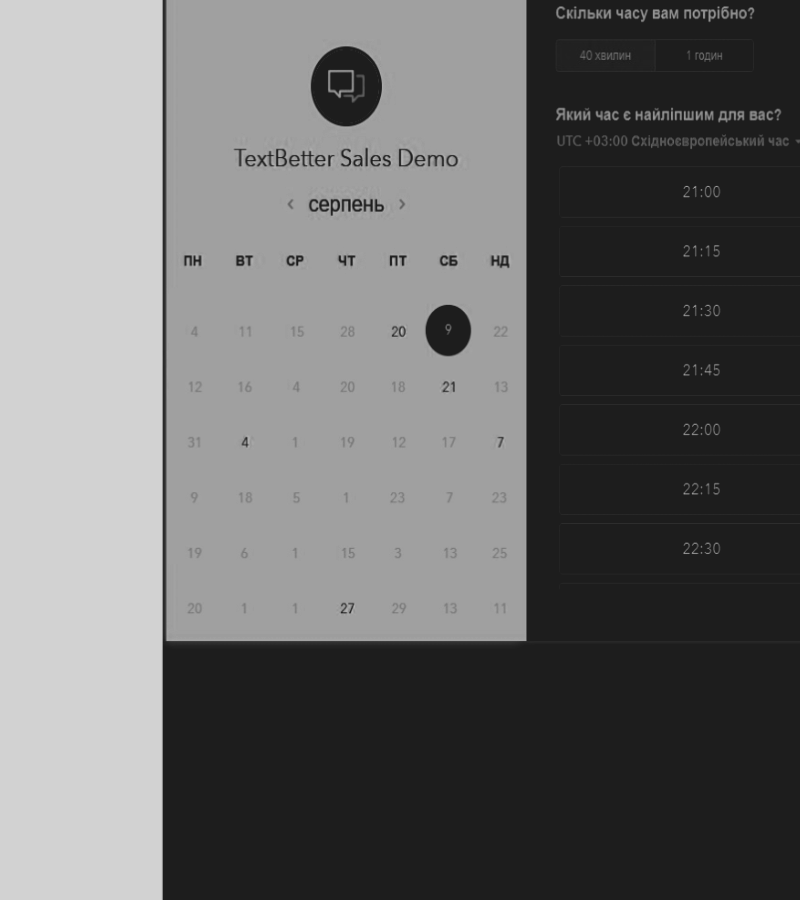 TextBetter Sales Demo
‹ серпень ›
ПН ВТ СР ЧТ ПТ СБ НД
4 11 15 28 20 9 22
12 16 4 20 18 21 13
31 4 1 19 12 17 7
9 18 5 1 23 7 23
19 6 1 15 3 13 25
20 1 1 27 29 13 11
Скільки часу вам потрібно?
40 хвилин 1 годин
Який час є найліпшим для вас?
UTC +03:00 Східноєвропейський час
21:00
21:15
21:30
21:45
22:00
22:15
22:30